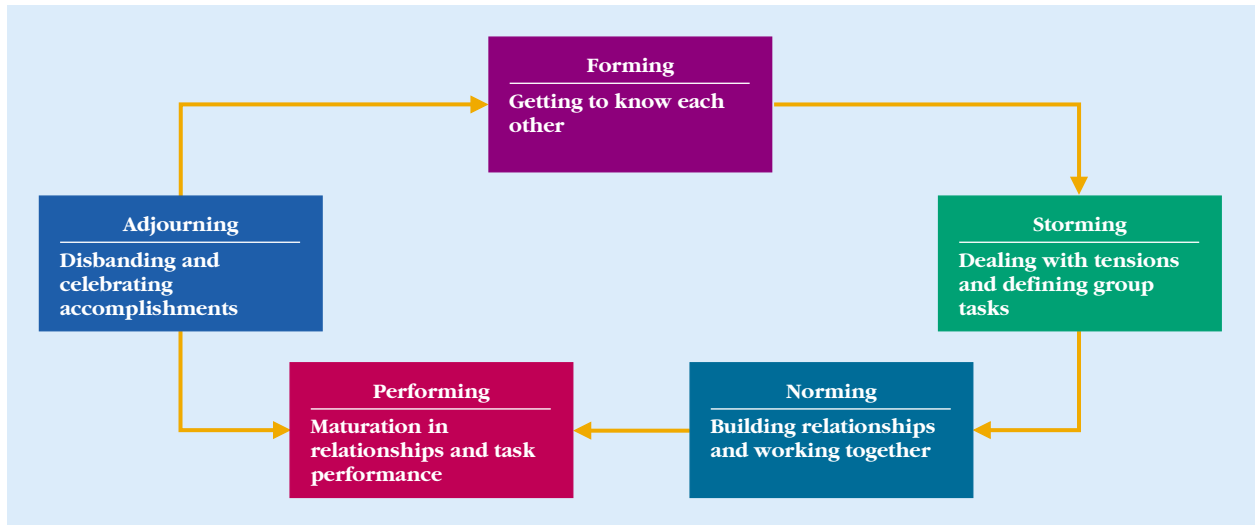 Forming
Getting to know each
other
Adjourning
Disbanding and
celebrating
accomplishments
Storming
Dealing with tensions
and defining group
tasks
Performing
Maturation in
relationships and task
performance
Norming
Building relationships
and working together